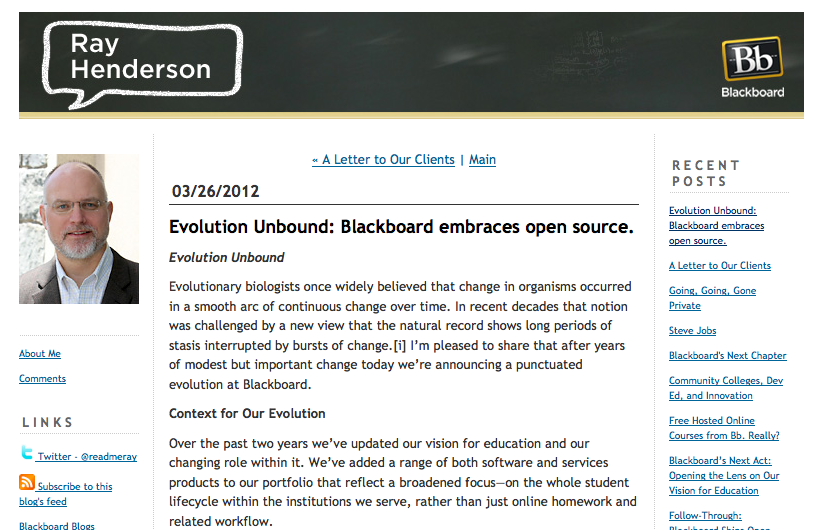 Ray
Henderson
Bb
Blackboard
« A Letter to Our Clients | Main
03/26/2012
Evolution Unbound: Blackboard embraces open source.
Evolution Unbound
Evolutionary biologists once widely believed that change in organisms occurred
in a smooth arc of continuous change over time. In recent decades that notion
was challenged by a new view that the natural record shows long periods of
stasis interrupted by bursts of change.[i] I'm pleased to share that after years
of modest but important change today we're announcing a punctuated
evolution at Blackboard.
Context for Our Evolution
Over the past two years we've updated our vision for education and our
changing role within it. We've added a range of both software and services
products to our portfolio that reflect a broadened focus—on the whole student
lifecycle within the institutions we serve, rather than just online homework and
related workflow.
About Me
Comments
LINKS
Twitter - @readmeray
Subscribe to this
blog's feed
Blackboard Blogs
RECENT
POSTS
Evolution Unbound:
Blackboard embraces
open source.
A Letter to Our Clients
Going, Going, Gone
Private
Steve Jobs
Blackboard's Next Chapter
Community Colleges, Dev
Ed, and Innovation
Free Hosted Online
Courses from Bb. Really?
Blackboard's Next Act:
Opening the Lens on Our
Vision for Education
Follow-Through:
Blackboard Ships Open